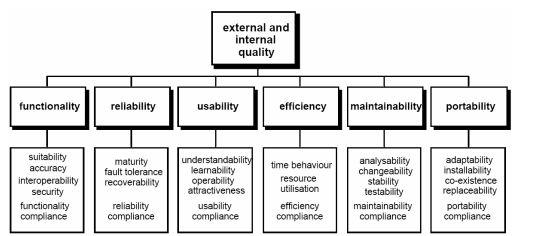 external and
internal
quality
functionality
reliability
usability
efficiency
maintainability
portability
suitability
accuracy
interoperability
security
functionality
compliance
maturity
fault tolerance
recoverability
reliability
compliance
understandability
learnability
operability
attractiveness
usability
compliance
time behaviour
resource
utilisation
efficiency
compliance
analysability
changeability
stability
testability
maintainability
compliance
adaptability
installability
co-existence
replaceability
portability
compliance